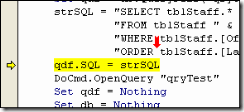 strSQL =
"SELECT tblStaff.*
"FROM tblStaff " &
"WHERE tblStaff.[Of
"ORDER tblStaff.[La
qdf.SQL = strSQL
DoCmd.OpenQuery "qryTest"
Set qdf = Nothing
Set db = Nothing